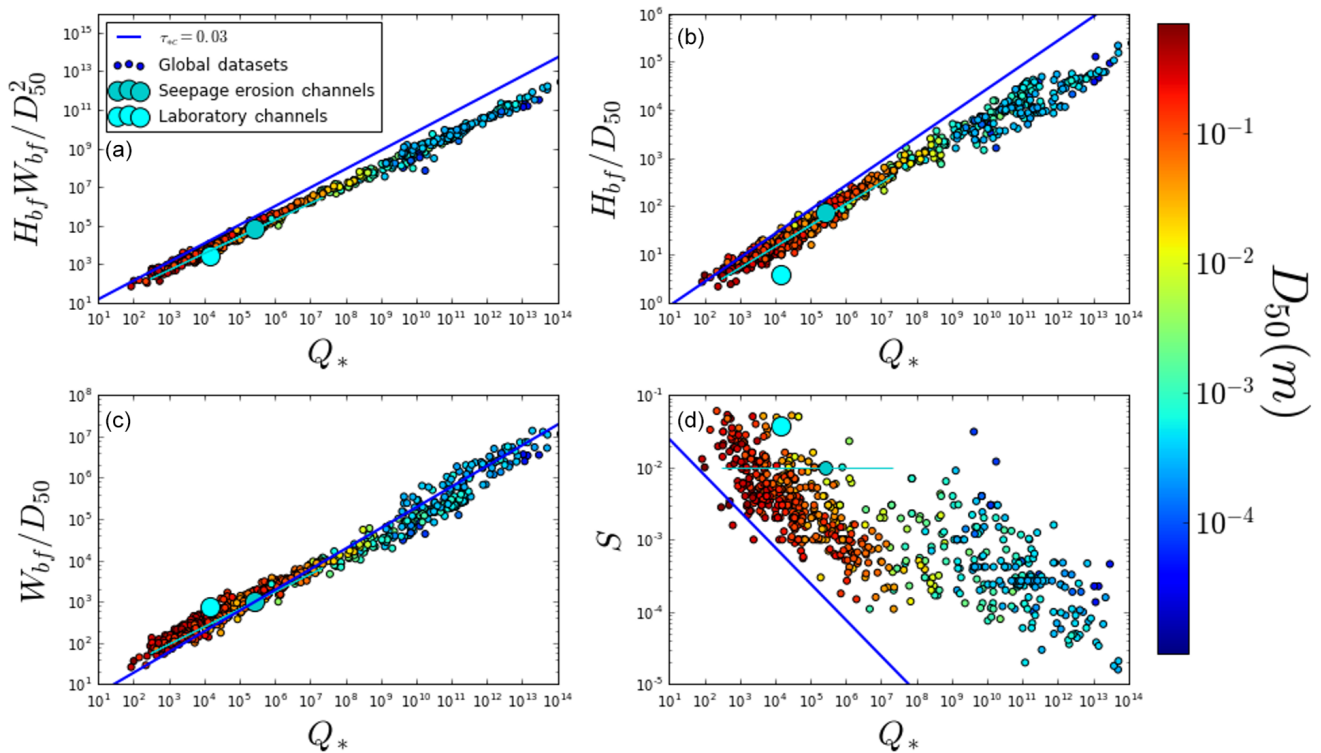 (a)
τ*c = 0.03
Global datasets
Seepage erosion channels
Laboratory channels
H_bf W_bf / D_50^2
10^15
10^13
10^11
10^9
10^7
10^5
10^3
10^1
10^1 10^2 10^3 10^4 10^5 10^6 10^7 10^8 10^9 10^10 10^11 10^12 10^13 10^14
Q_*
(b)
H_bf / D_50
10^6
10^5
10^4
10^3
10^2
10^1
10^0
10^1 10^2 10^3 10^4 10^5 10^6 10^7 10^8 10^9 10^10 10^11 10^12 10^13 10^14
Q_*
(c)
W_bf / D_50
10^8
10^7
10^6
10^5
10^4
10^3
10^2
10^1
10^1 10^2 10^3 10^4 10^5 10^6 10^7 10^8 10^9 10^10 10^11 10^12 10^13 10^14
Q_*
(d)
S
10^-1
10^-2
10^-3
10^-4
10^-5
10^1 10^2 10^3 10^4 10^5 10^6 10^7 10^8 10^9 10^10 10^11 10^12 10^13 10^14
Q_*
10^-1
10^-2
10^-3
10^-4
D_50(m)